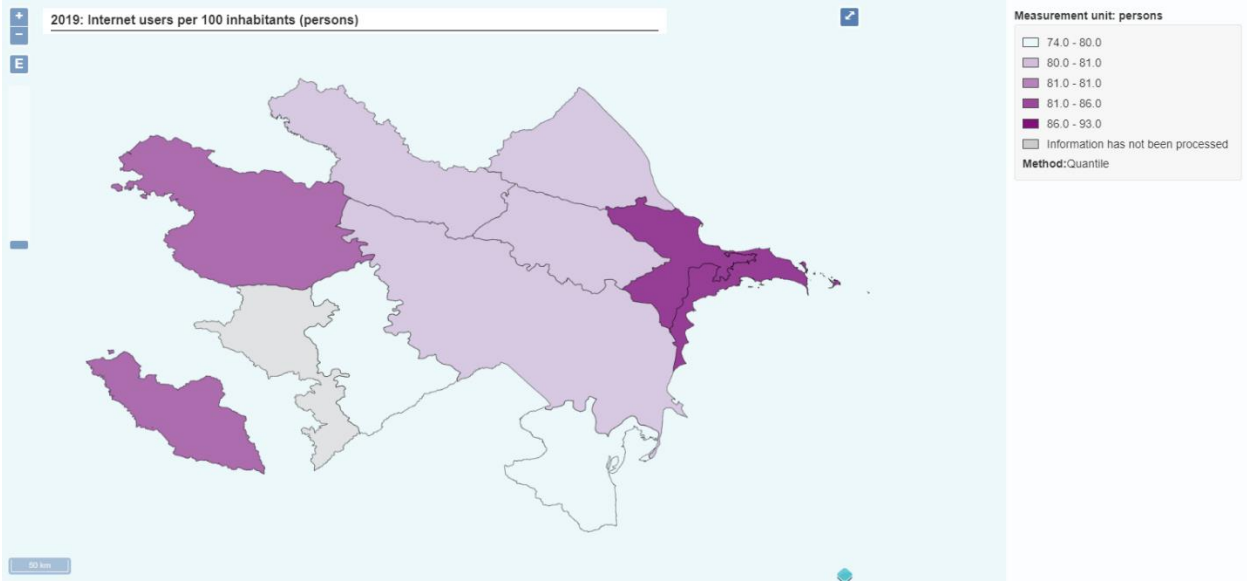 +
2019: Internet users per 100 inhabitants (persons)
−
E
50 km
Measurement unit: persons
74.0 - 80.0
80.0 - 81.0
81.0 - 81.0
81.0 - 86.0
86.0 - 93.0
Information has not been processed
Method:Quantile